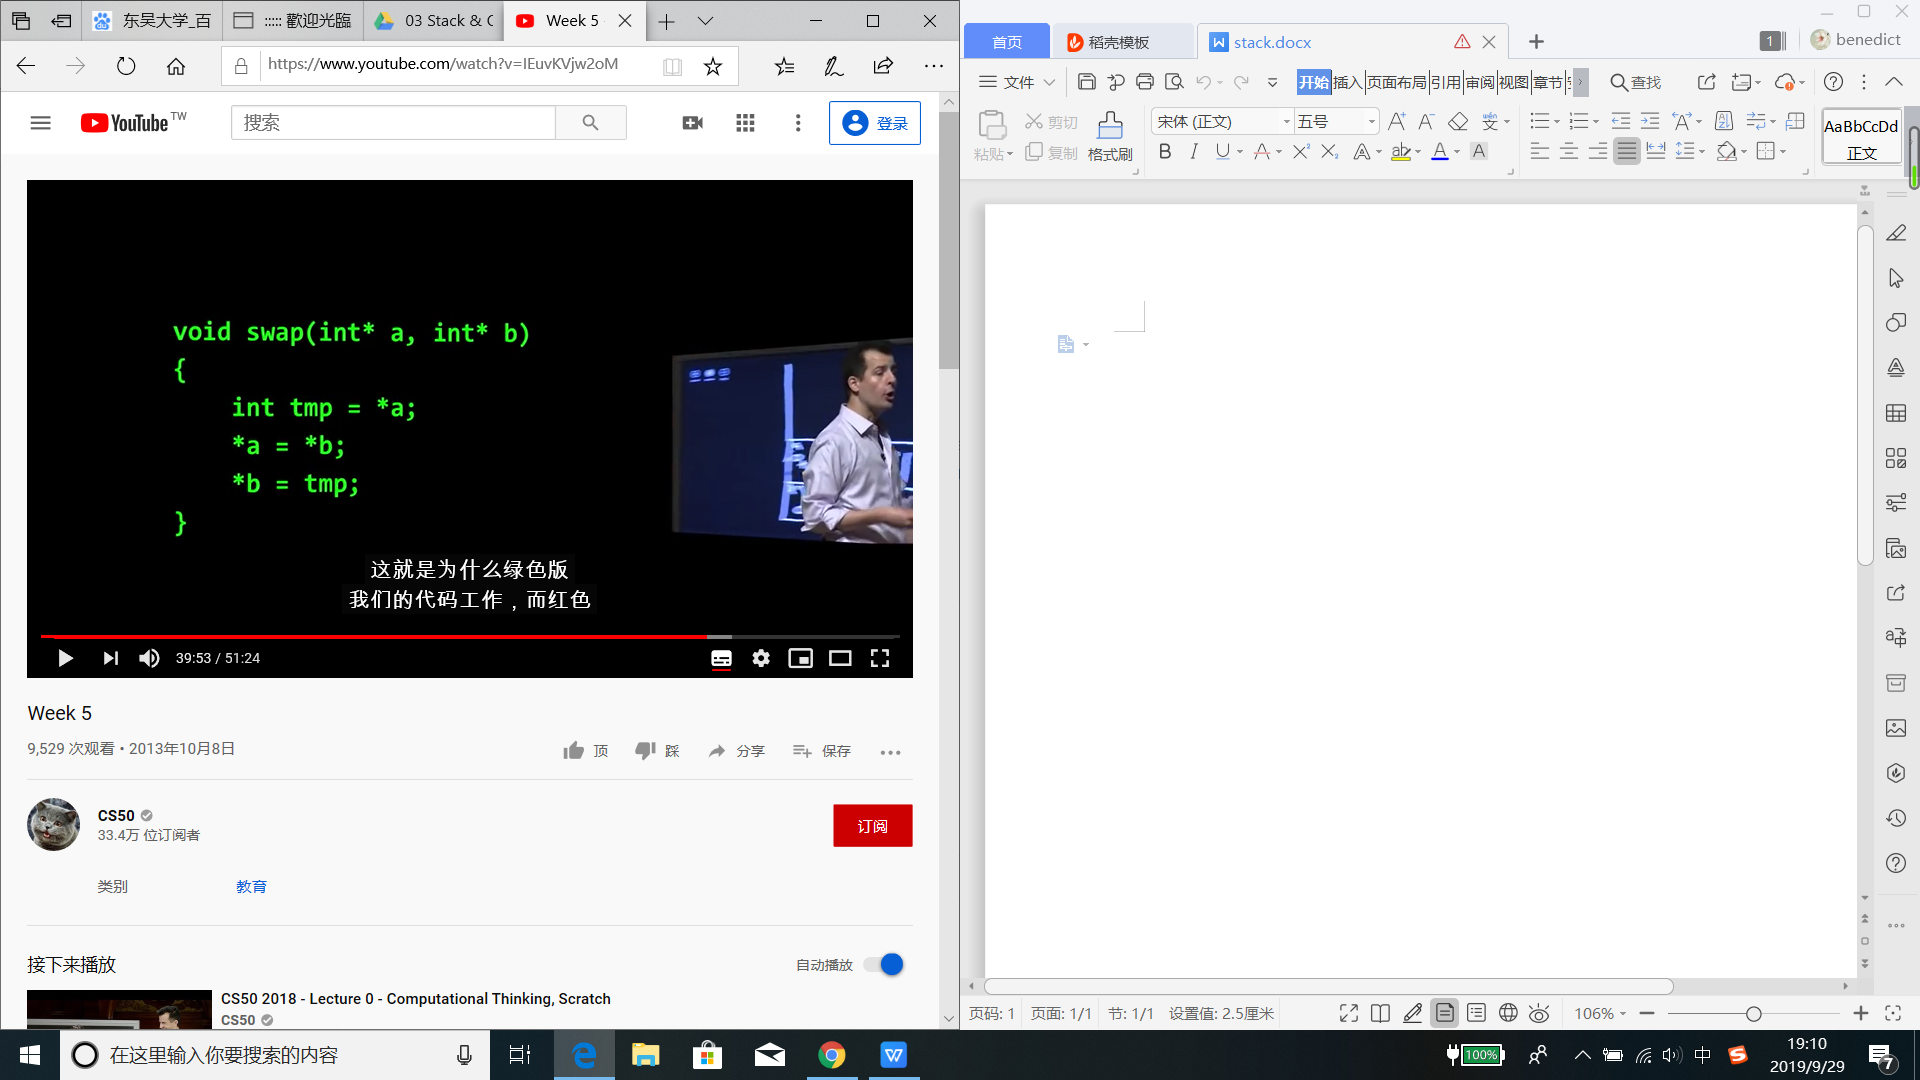 东吴大学_百
::::: 歡迎光臨
03 Stack & C
Week 5
https://www.youtube.com/watch?v=IEuvKVjw2oM
YouTube TW
搜索
登录
void swap(int* a, int* b)
{
int tmp = *a;
*a = *b;
*b = tmp;
}
这就是为什么绿色版
我们的代码工作，而红色
39:53 / 51:24
Week 5
9,529 次观看 • 2013年10月8日
顶
踩
分享
保存
CS50
33.4万 位订阅者
订阅
类别
教育
接下来播放
自动播放
CS50 2018 - Lecture 0 - Computational Thinking, Scratch
CS50
首页
稻壳模板
stack.docx
1
benedict
文件
开始 插入 页面布局 引用 审阅 视图 章节
查找
粘贴
剪切
复制
格式刷
宋体 (正文)
五号
AaBbCcDd
正文
页码: 1
页面: 1/1
节: 1/1
设置值: 2.5厘米
106%
在这里输入你要搜索的内容
100%
中
19:10
2019/9/29
7